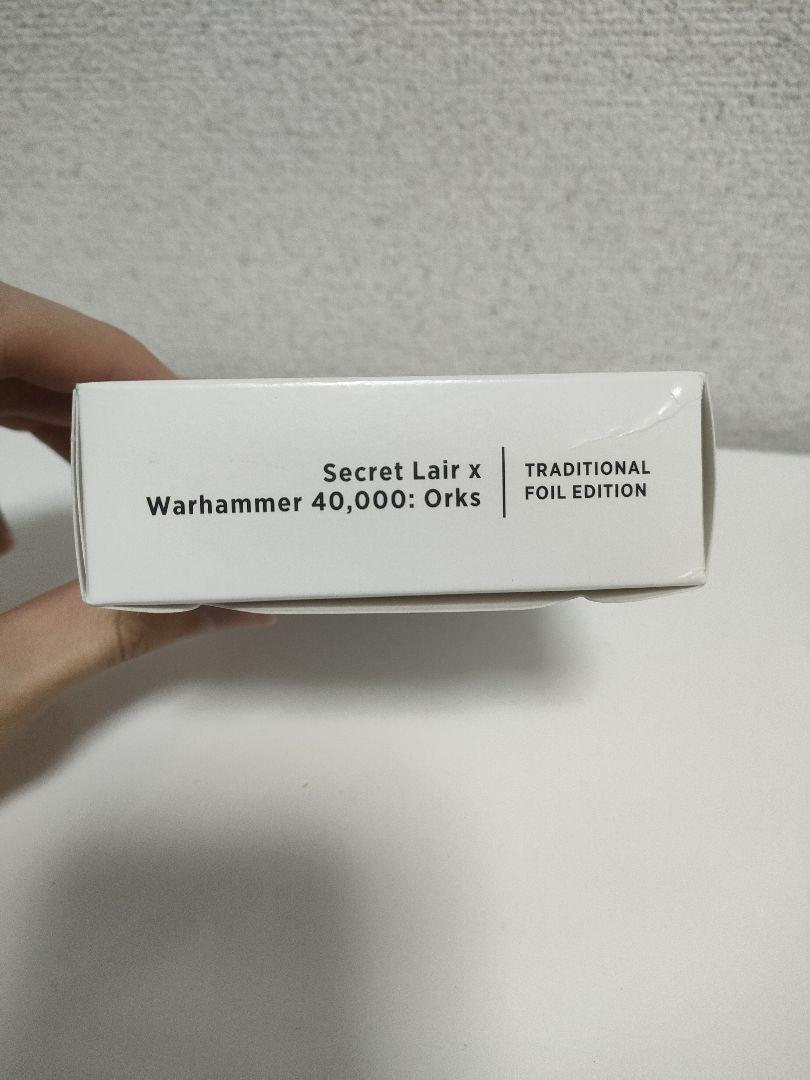 Secret Lair x
Warhammer 40,000: Orks
TRADITIONAL
FOIL EDITION